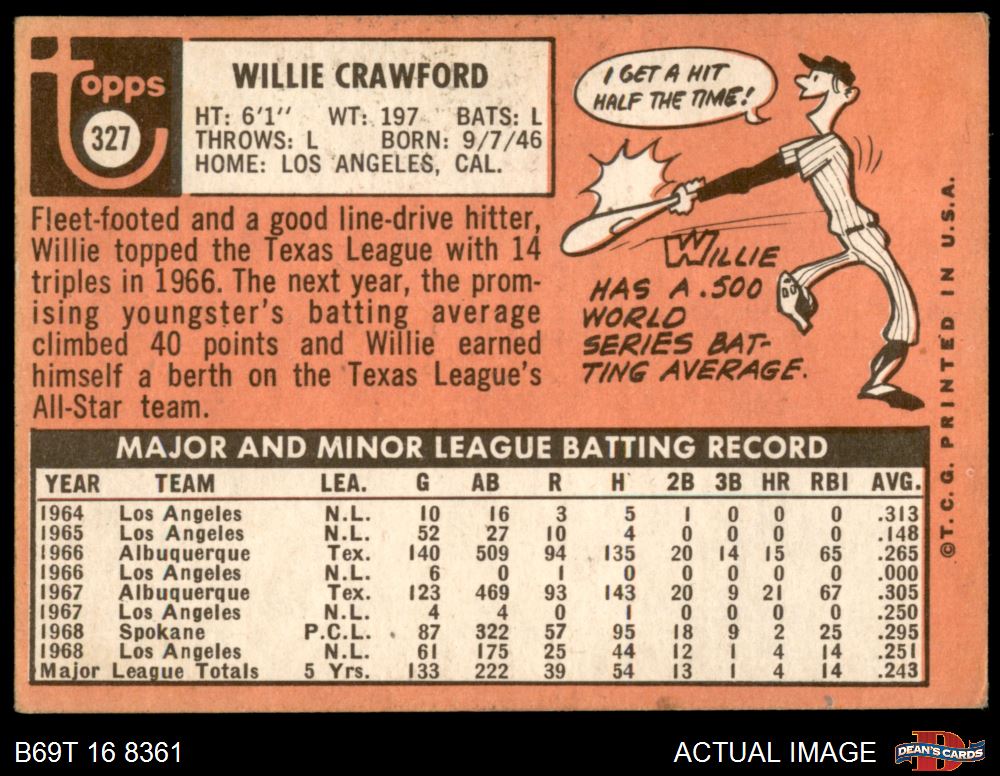 topps
327
WILLIE CRAWFORD
HT: 6'1" WT: 197 BATS: L
THROWS: L BORN: 9/7/46
HOME: LOS ANGELES, CAL.
Fleet-footed and a good line-drive hitter,
Willie topped the Texas League with 14
triples in 1966. The next year, the prom-
ising youngster's batting average
climbed 40 points and Willie earned
himself a berth on the Texas League's
All-Star team.
I GET A HIT
HALF THE TIME!
WILLIE
HAS A .500
WORLD
SERIES BAT-
TING AVERAGE.
©T. C. G. PRINTED IN U.S.A.
MAJOR AND MINOR LEAGUE BATTING RECORD
YEAR TEAM LEA. G AB R H 2B 3B HR RBI AVG.
1964 Los Angeles N.L. 10 16 3 5 1 0 0 0 .313
1965 Los Angeles N.L. 52 27 10 4 0 0 0 0 .148
1966 Albuquerque Tex. 140 509 94 135 20 14 15 65 .265
1966 Los Angeles N.L. 6 0 1 0 0 0 0 0 .000
1967 Albuquerque Tex. 123 469 93 143 20 9 21 67 .305
1967 Los Angeles N.L. 4 4 0 1 0 0 0 0 .250
1968 Spokane P.C.L. 87 322 57 95 18 9 2 25 .295
1968 Los Angeles N.L. 61 175 25 44 12 1 4 14 .251
Major League Totals 5 Yrs. 133 222 39 54 13 1 4 14 .243
B69T 16 8361
ACTUAL IMAGE
D
DEAN'S CARDS